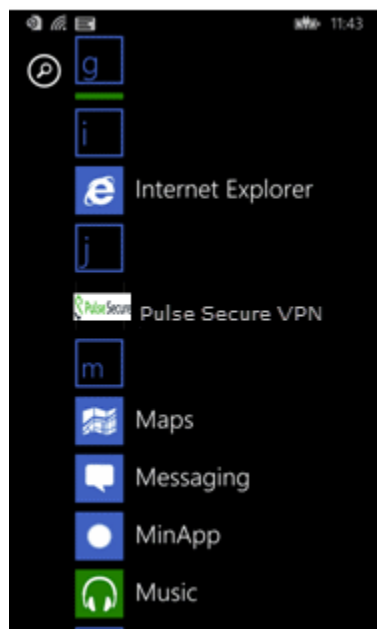 11:43
g
i
Internet Explorer
j
Pulse Secure
Pulse Secure VPN
m
Maps
Messaging
MinApp
Music